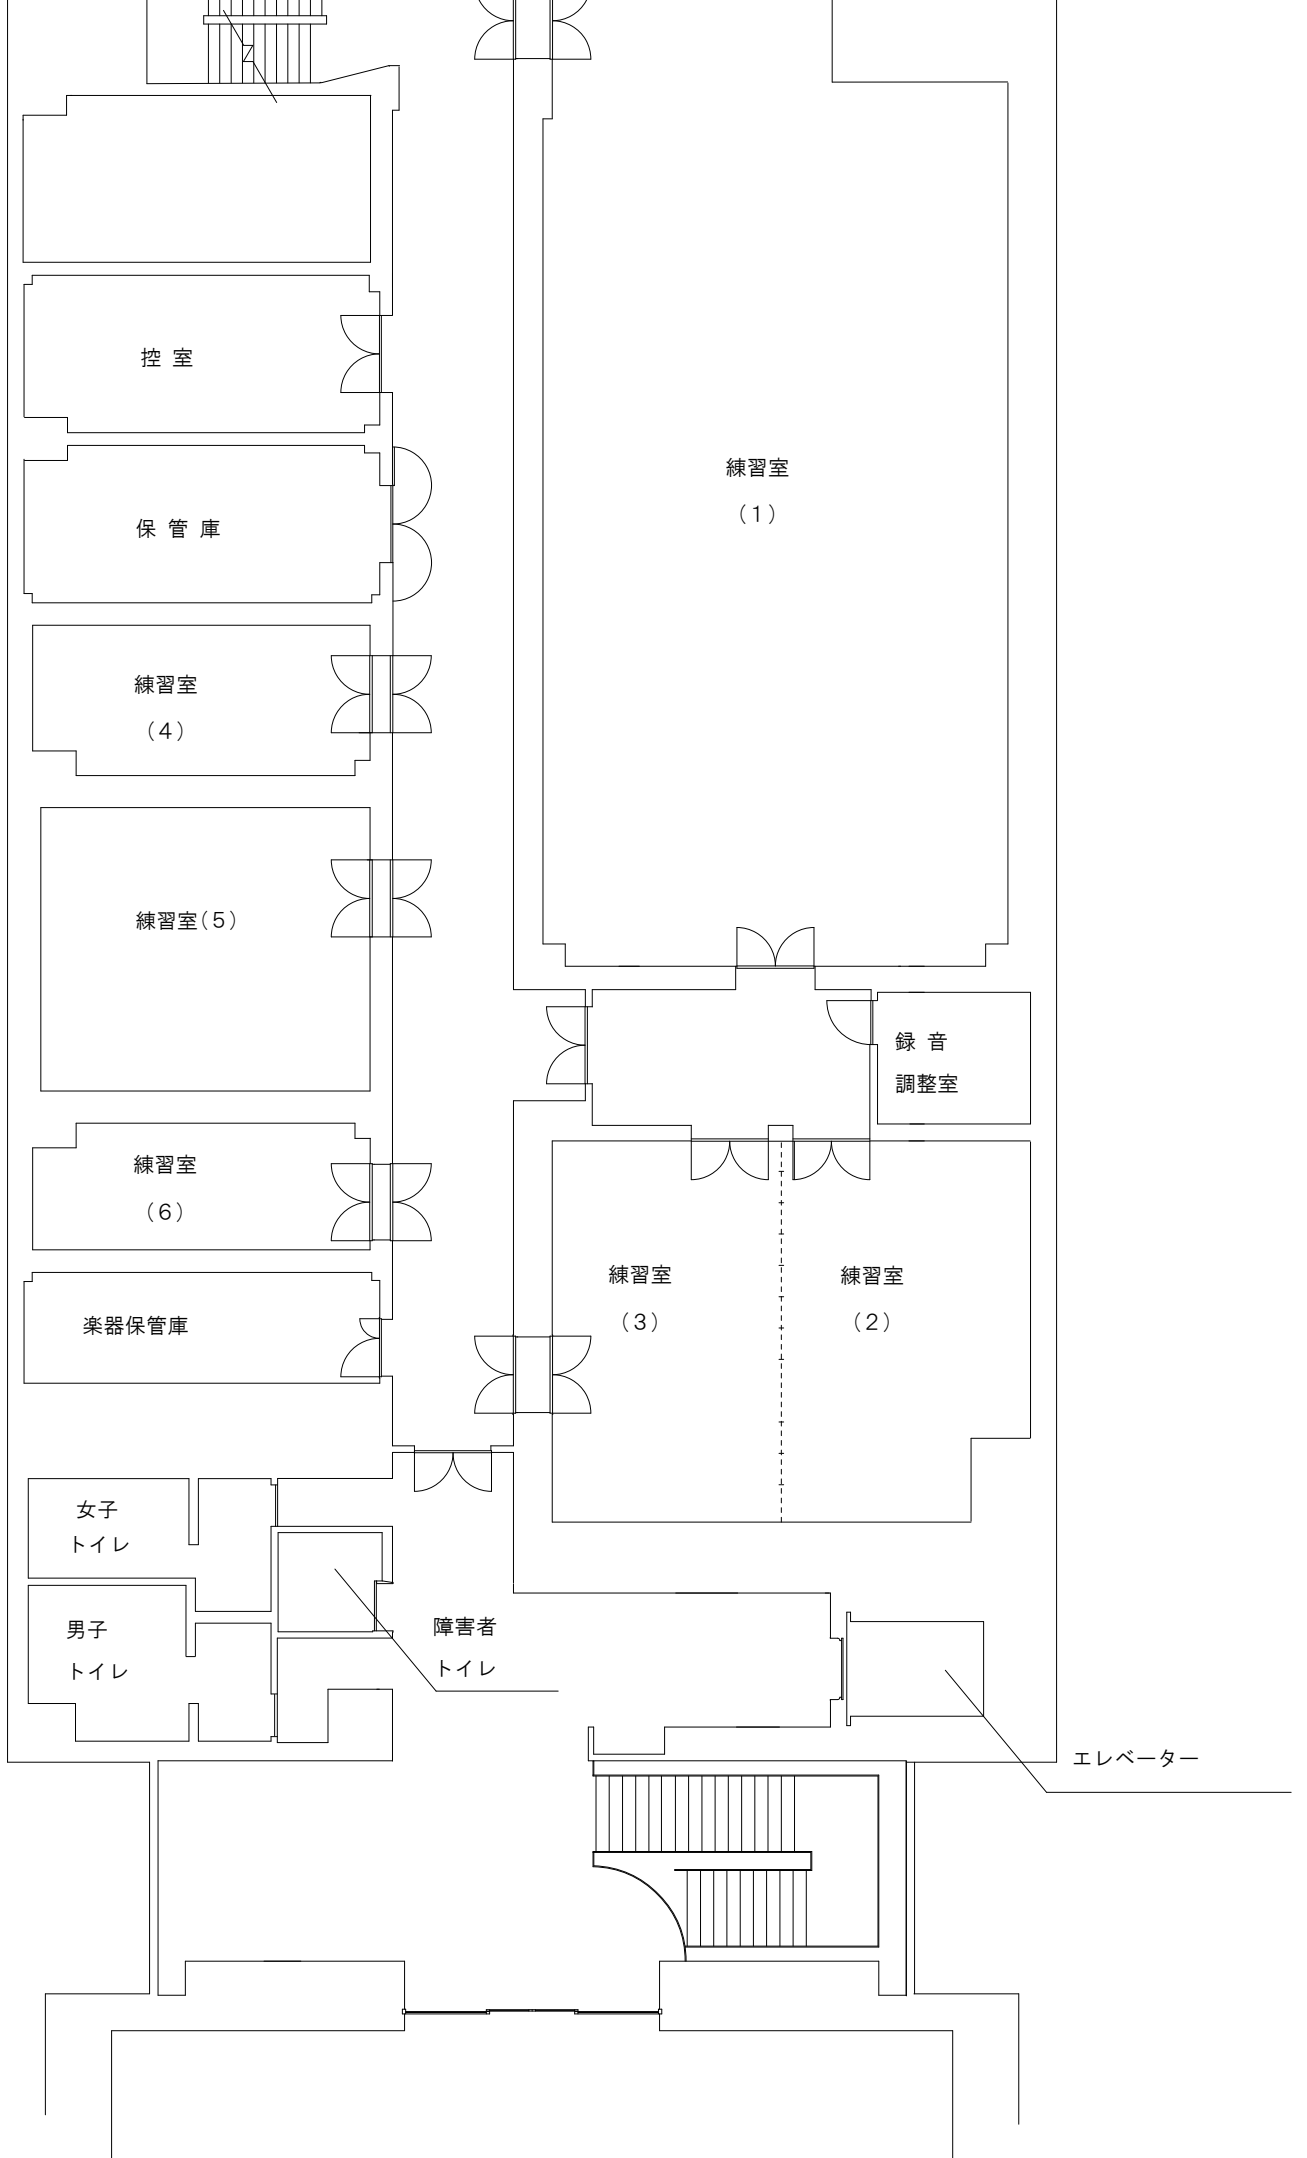 控 室
練習室
（１）
保 管 庫
練習室
（４）
練習室（５）
録 音
調整室
練習室
（６）
練習室
（３）
練習室
（２）
楽器保管庫
女子
トイレ
男子
トイレ
障害者
トイレ
エレベーター